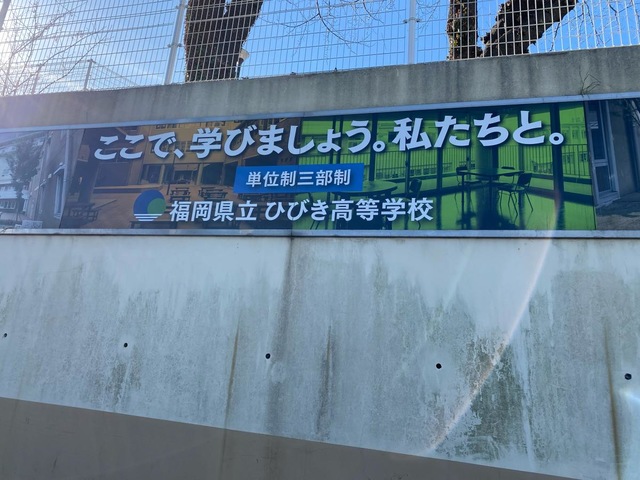 ここで、学びましょう。私たちと。
単位制三部制
福岡県立 ひびき高等学校